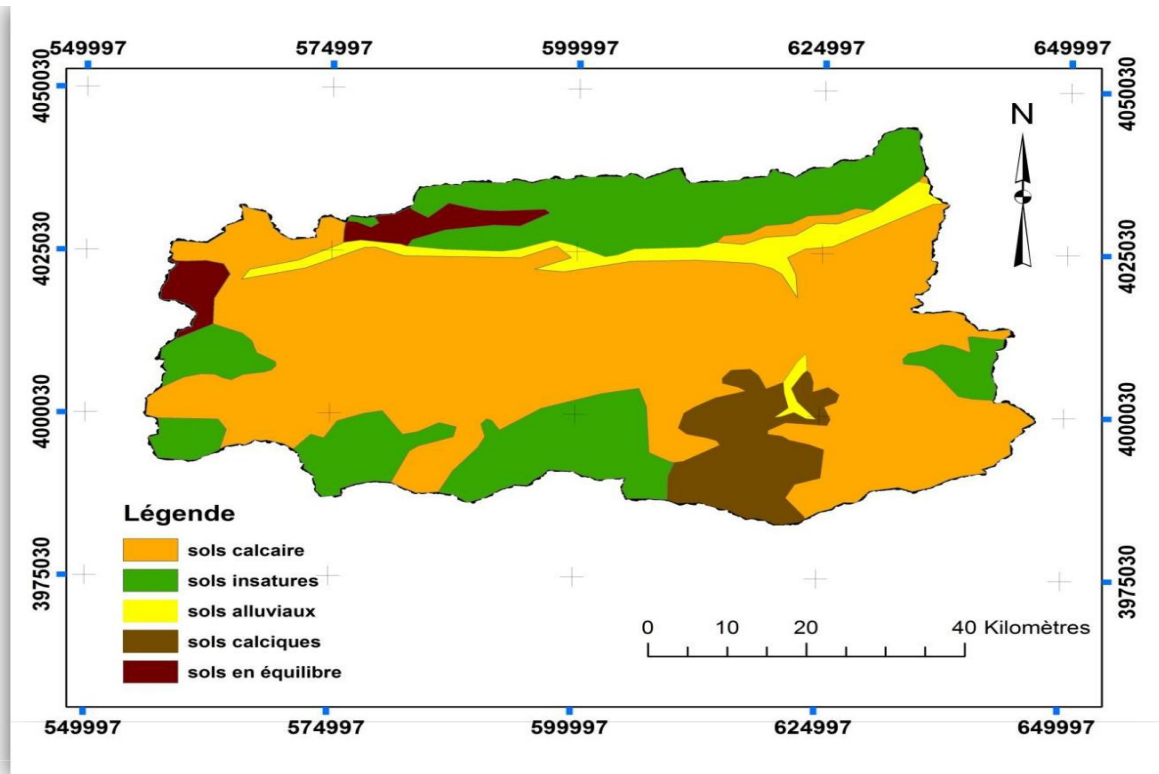 549997 574997 599997 624997 649997
4050030 4050030
N
4025030 4025030
4000030 4000030
Légende
sols calcaire
3975030 3975030
sols insatures
sols alluviaux
0 10 20 40 Kilomètres
sols calciques
sols en équilibre
549997 574997 599997 624997 649997